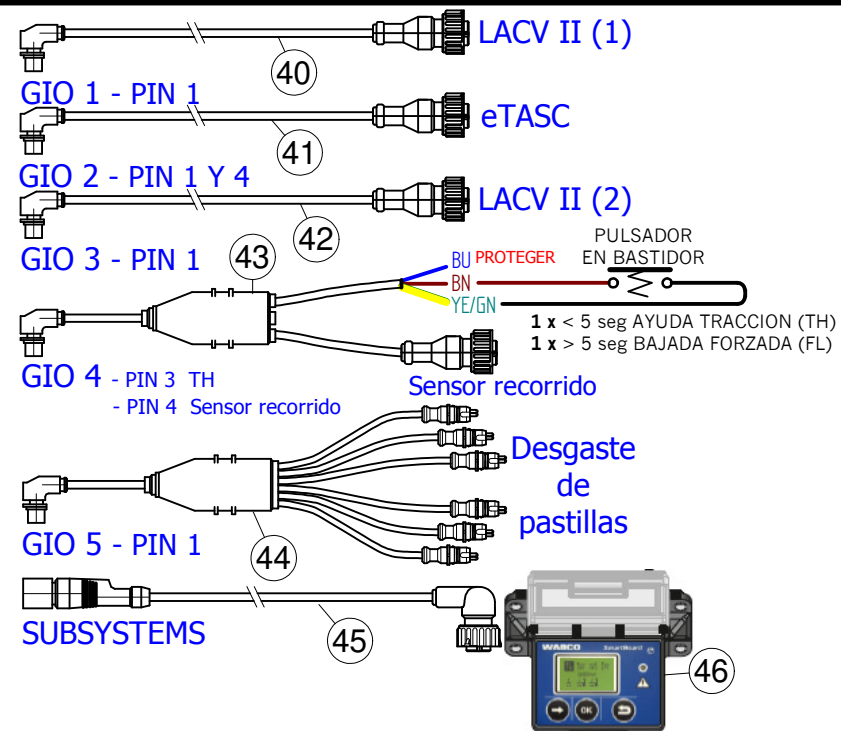 LACV II (1)
40
GIO 1 - PIN 1
eTASC
41
GIO 2 - PIN 1 Y 4
LACV II (2)
42
GIO 3 - PIN 1
43
BU PROTEGER
BN
YE/GN
PULSADOR
EN BASTIDOR
1 x < 5 seg AYUDA TRACCION (TH)
1 x > 5 seg BAJADA FORZADA (FL)
GIO 4 - PIN 3 TH
- PIN 4 Sensor recorrido
Sensor recorrido
Desgaste
de
pastillas
GIO 5 - PIN 1
44
SUBSYSTEMS
45
WABCO SmartBoard
OK
46